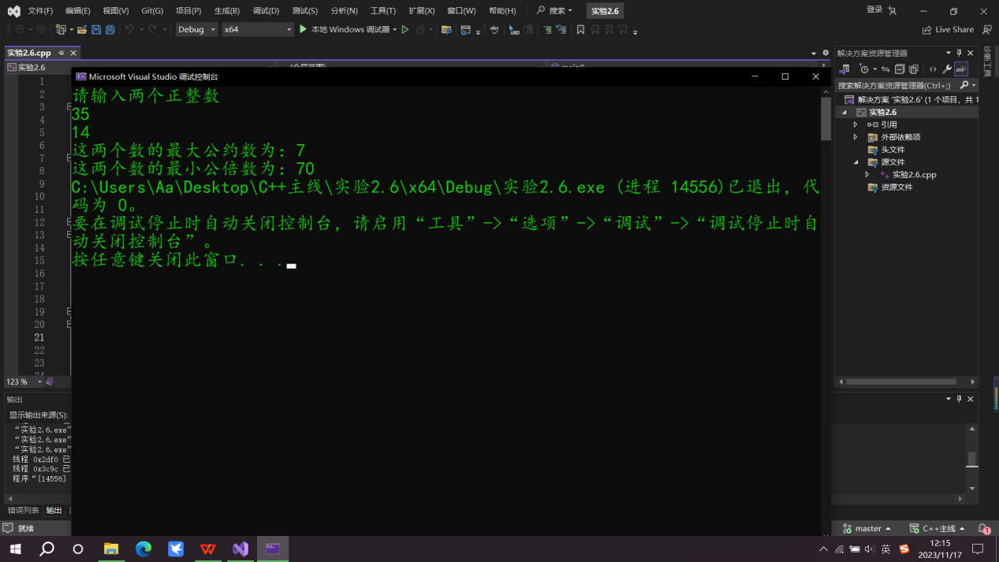 文件(F) 编辑(E) 视图(V) Git(G) 项目(P) 生成(B) 调试(D) 测试(S) 分析(N) 工具(T) 扩展(X) 窗口(W) 帮助(H) 搜索 实验2.6 登录
Debug x64 本地 Windows 调试器 Live Share
实验2.6.cpp
实验2.6
Microsoft Visual Studio 调试控制台
请输入两个正整数
35
14
这两个数的最大公约数为: 7
这两个数的最小公倍数为: 70
C:\Users\Aa\Desktop\C++主线\实验2.6\x64\Debug\实验2.6.exe (进程 14556)已退出，代
码为 0。
要在调试停止时自动关闭控制台，请启用“工具”->“选项”->“调试”->“调试停止时自
动关闭控制台”。
按任意键关闭此窗口. . .
1
2
3
4
5
6
7
8
9
10
11
12
13
14
15
16
17
18
19
20
21
22
23
24
123 %
输出
显示输出来源(S):
“实验2.6.exe”
“实验2.6.exe”
“实验2.6.exe”
线程 0x2df0 已
线程 0x3c9c 已
程序“[14556]
错误列表 输出
就绪
解决方案资源管理器
搜索解决方案资源管理器(Ctrl+;)
解决方案 '实验2.6' (1 个项目，共 1
实验2.6
引用
外部依赖项
头文件
源文件
实验2.6.cpp
资源文件
诊断工具
master C++主线 1
英 12:15
2023/11/17